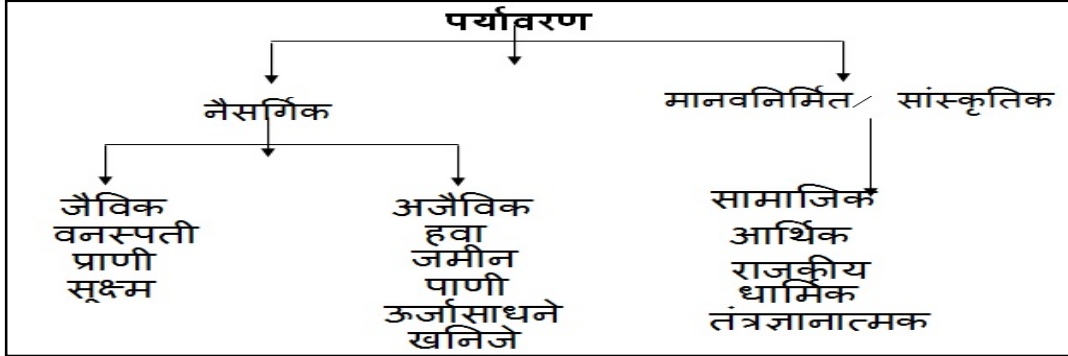 पर्यावरण
नैसर्गिक
मानवनिर्मित/ सांस्कृतिक
जैविक
वनस्पती
प्राणी
सूक्ष्म
अजैविक
हवा
जमीन
पाणी
ऊर्जासाधने
खनिजे
सामाजिक
आर्थिक
राजकीय
धार्मिक
तंत्रज्ञानात्मक